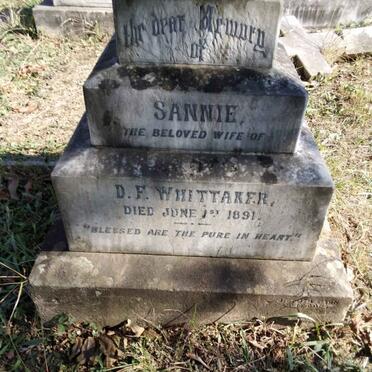 In dear Memory
of
SANNIE,
THE BELOVED WIFE OF
D. F. WHITTAKER,
DIED JUNE 1ST 1891.
"BLESSED ARE THE PURE IN HEART."